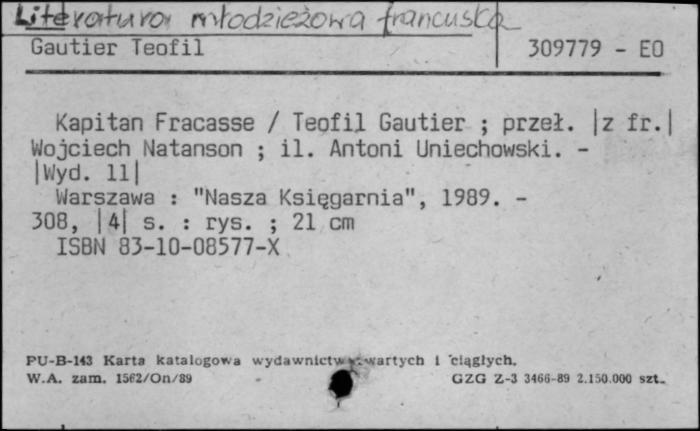 Literatura młodzieżowa francuska
Gautier Teofil 309779 - EO
Kapitan Fracasse / Teofil Gautier ; przeł. |z fr.|
Wojciech Natanson ; il. Antoni Uniechowski. -
|Wyd. 11|
Warszawa : "Nasza Księgarnia", 1989. -
308, |4| s. : rys. ; 21 cm
ISBN 83-10-08577-X
PU-B-143 Karta katalogowa wydawnictw zwartych i ciągłych.
W.A. zam. 1562/On/89 GZG Z-3 3466-89 2.150.000 szt.